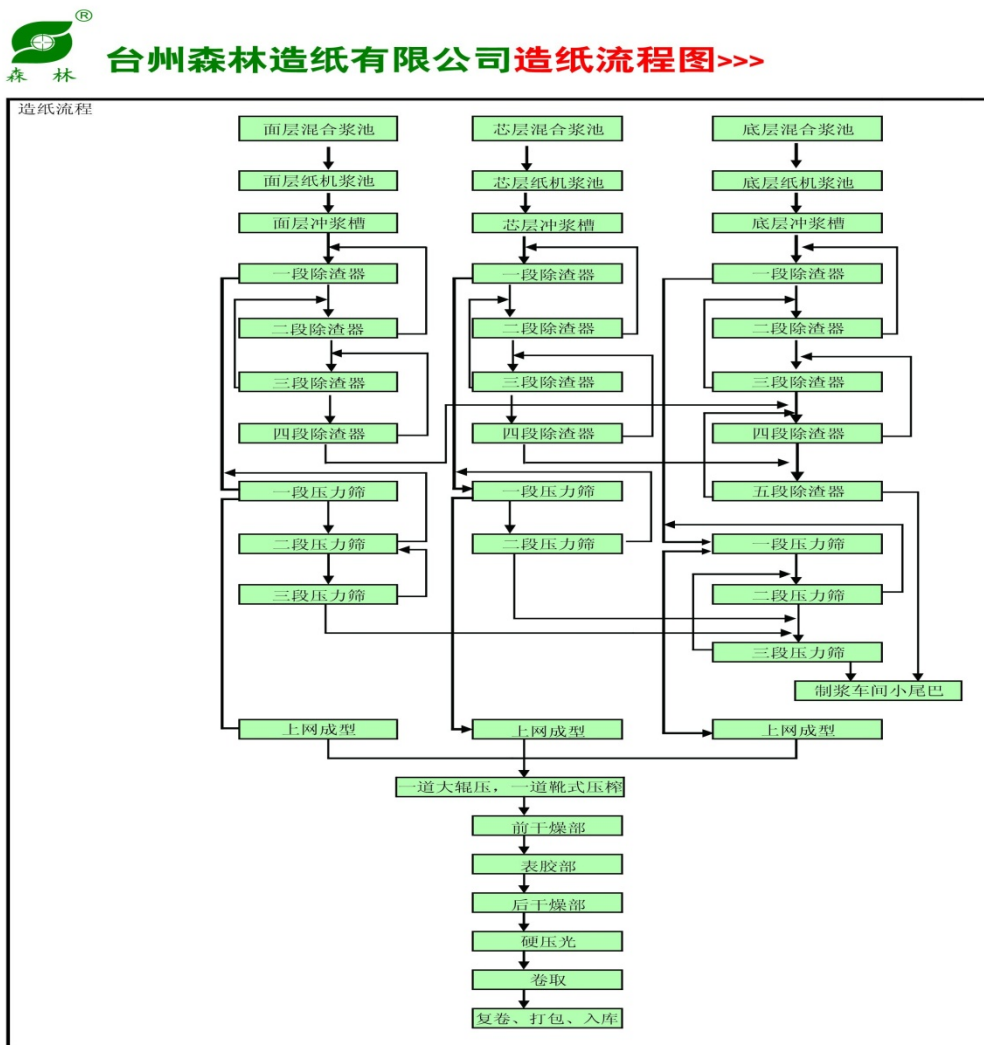 ®
森林
台州森林造纸有限公司造纸流程图>>>
造纸流程
面层混合浆池
芯层混合浆池
底层混合浆池
面层纸机浆池
芯层纸机浆池
底层纸机浆池
面层冲浆槽
芯层冲浆槽
底层冲浆槽
一段除渣器
一段除渣器
一段除渣器
二段除渣器
二段除渣器
二段除渣器
三段除渣器
三段除渣器
三段除渣器
四段除渣器
四段除渣器
四段除渣器
一段压力筛
一段压力筛
五段除渣器
二段压力筛
二段压力筛
一段压力筛
三段压力筛
二段压力筛
三段压力筛
制浆车间小尾巴
上网成型
上网成型
上网成型
一道大辊压，一道靴式压榨
前干燥部
表胶部
后干燥部
硬压光
卷取
复卷、打包、入库